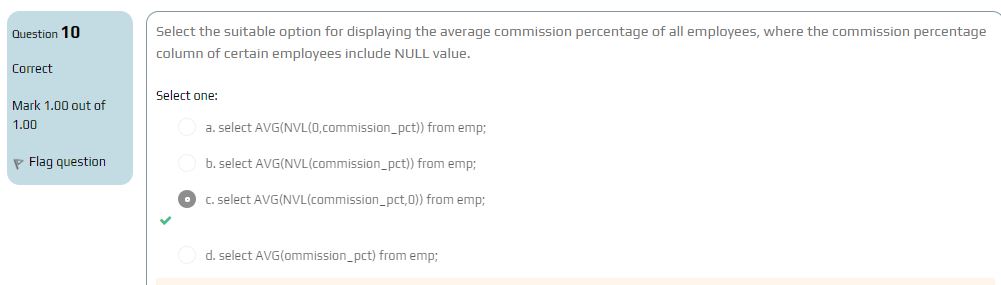 Question 10
Correct
Mark 1.00 out of
1.00
Flag question
Select the suitable option for displaying the average commission percentage of all employees, where the commission percentage
column of certain employees include NULL value.
Select one:
a. select AVG(NVL(0,commission_pct)) from emp;
b. select AVG(NVL(commission_pct)) from emp;
c. select AVG(NVL(commission_pct,0)) from emp;
d. select AVG(ommission_pct) from emp;